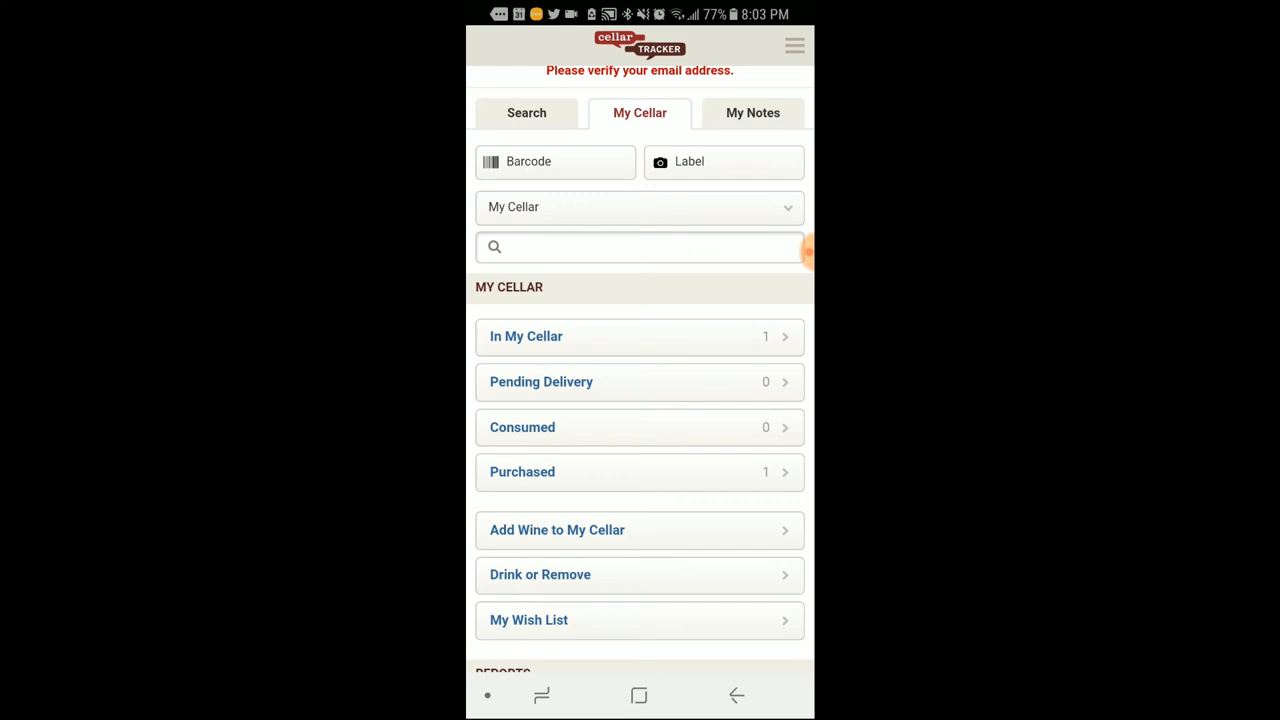 31 77% 8:03 PM
cellar
TRACKER
Please verify your email address.
Search My Cellar My Notes
Barcode Label
My Cellar
MY CELLAR
In My Cellar 1
Pending Delivery 0
Consumed 0
Purchased 1
Add Wine to My Cellar
Drink or Remove
My Wish List
REPORTS